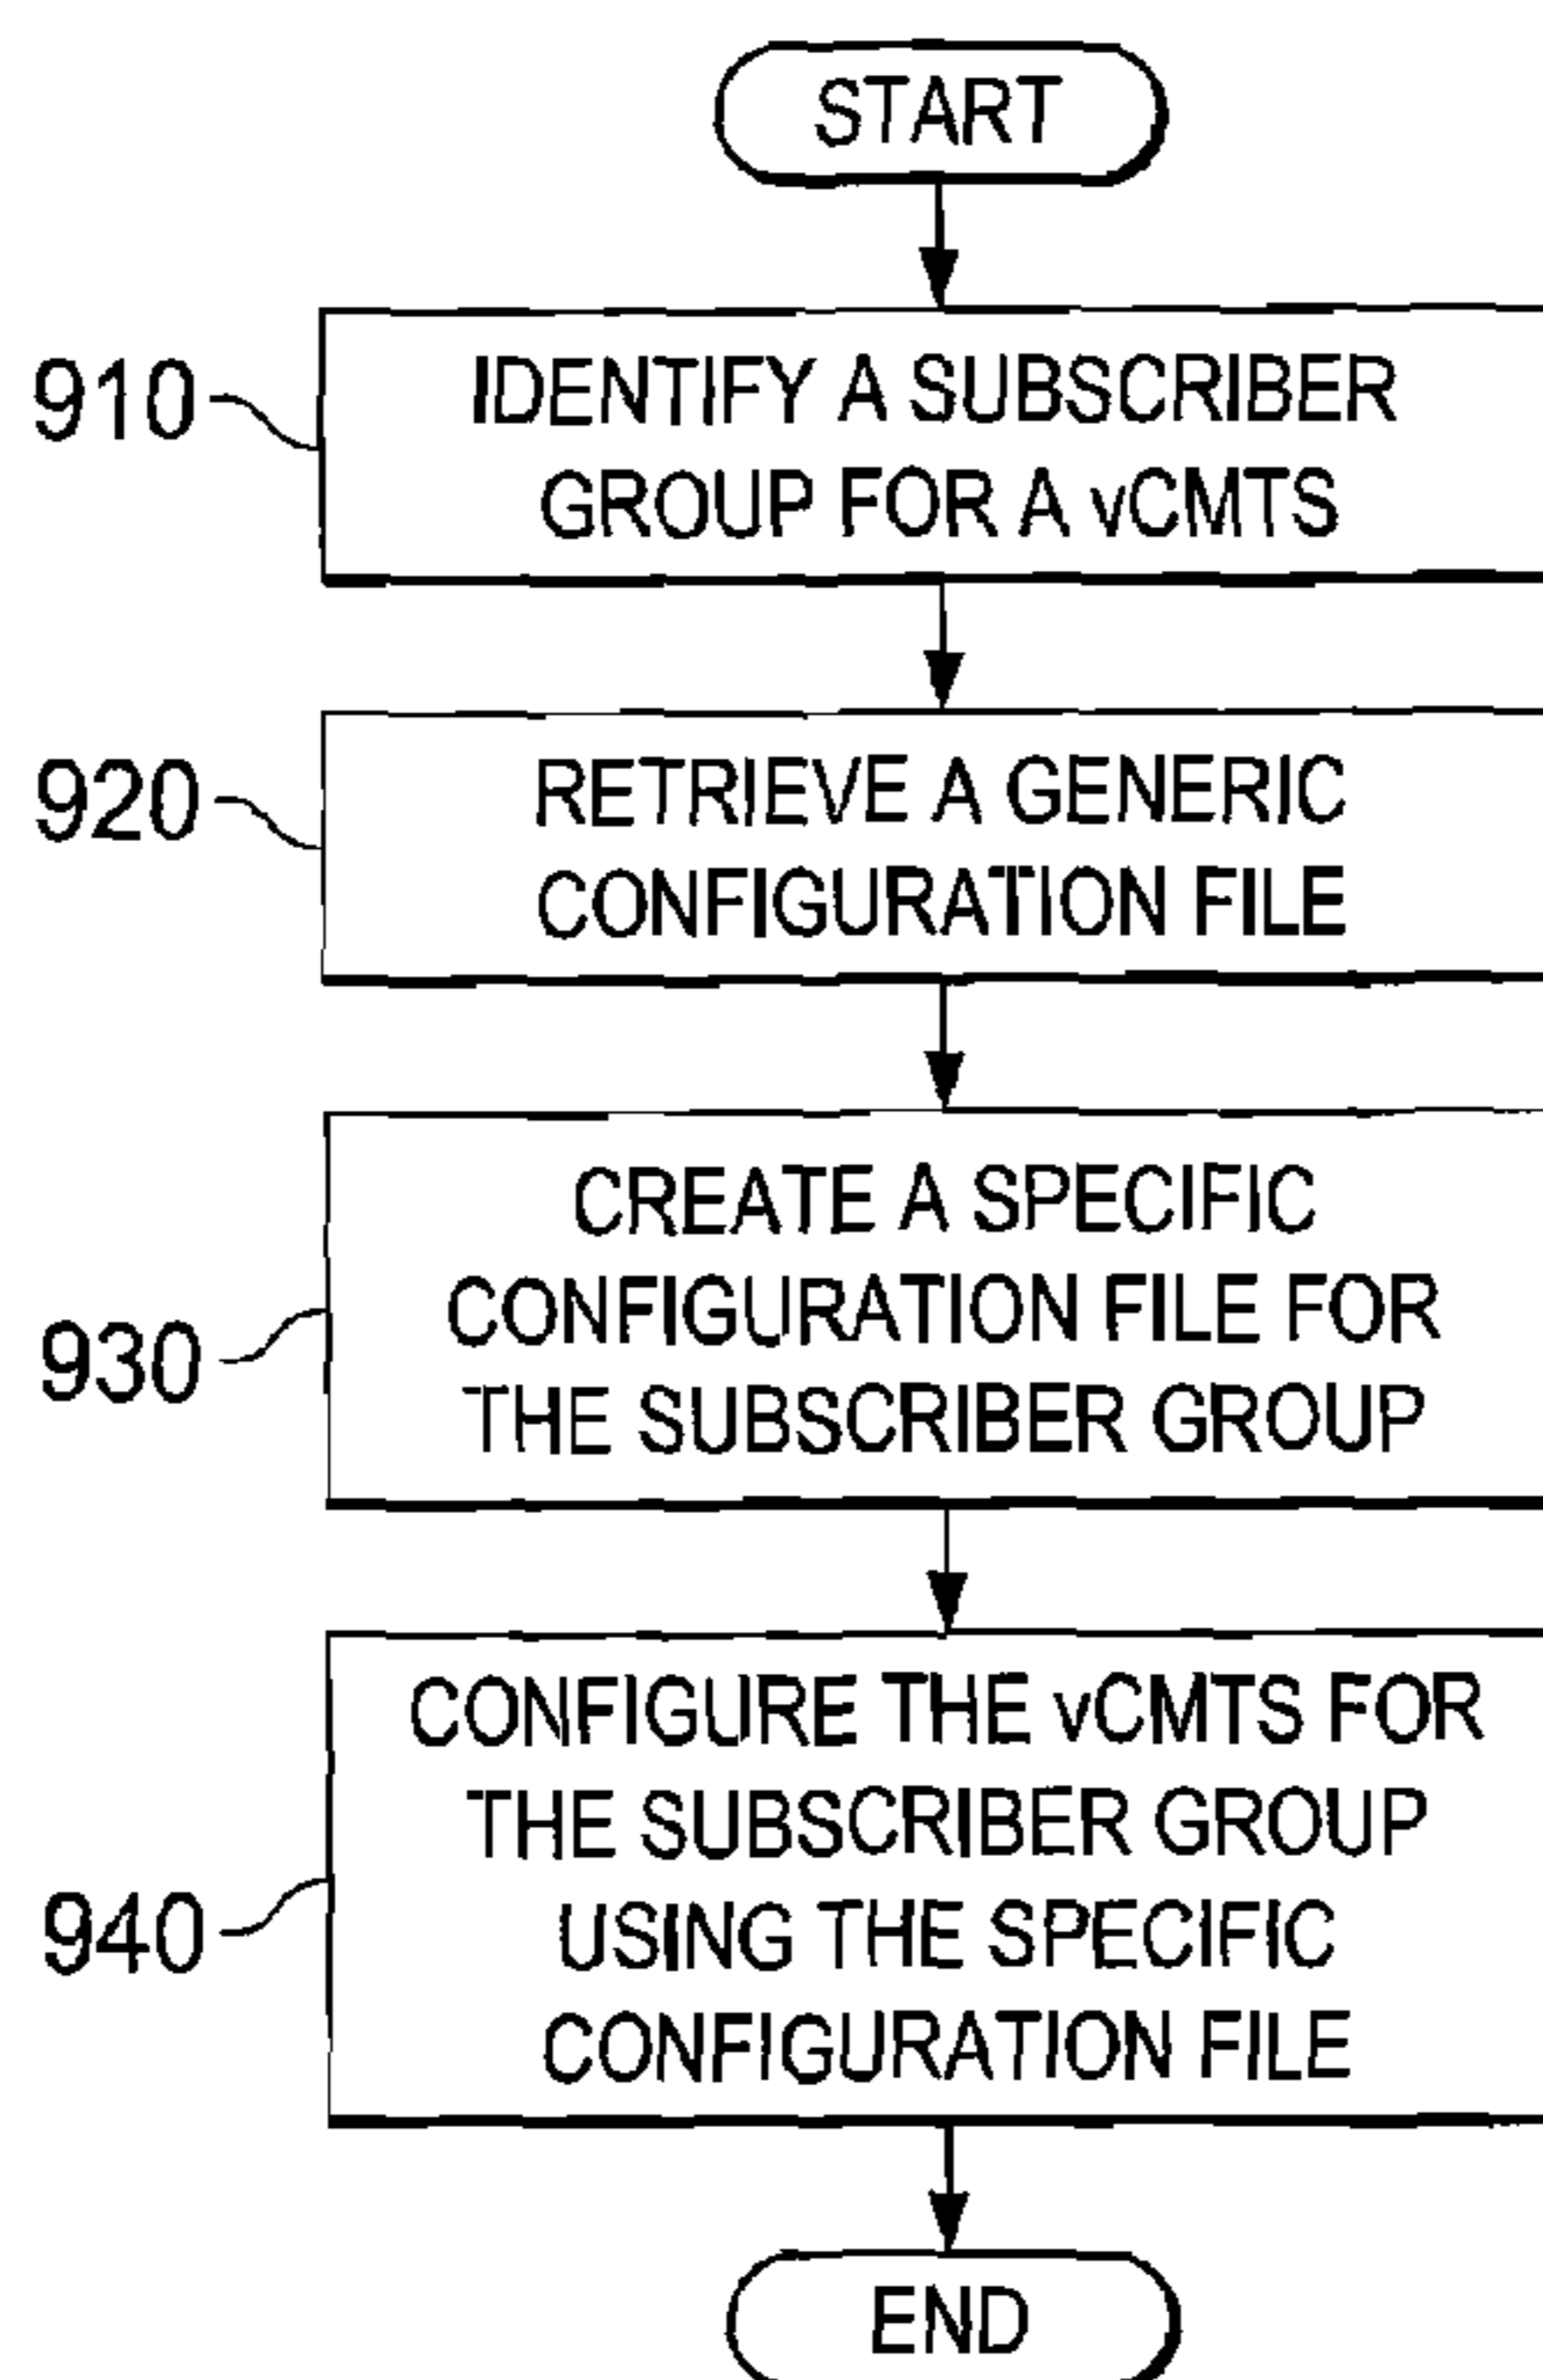 START
910
IDENTIFY A SUBSCRIBER
GROUP FOR A vCMTS
920
RETRIEVE A GENERIC
CONFIGURATION FILE
930
CREATE A SPECIFIC
CONFIGURATION FILE FOR
THE SUBSCRIBER GROUP
940
CONFIGURE THE vCMTS FOR
THE SUBSCRIBER GROUP
USING THE SPECIFIC
CONFIGURATION FILE
END